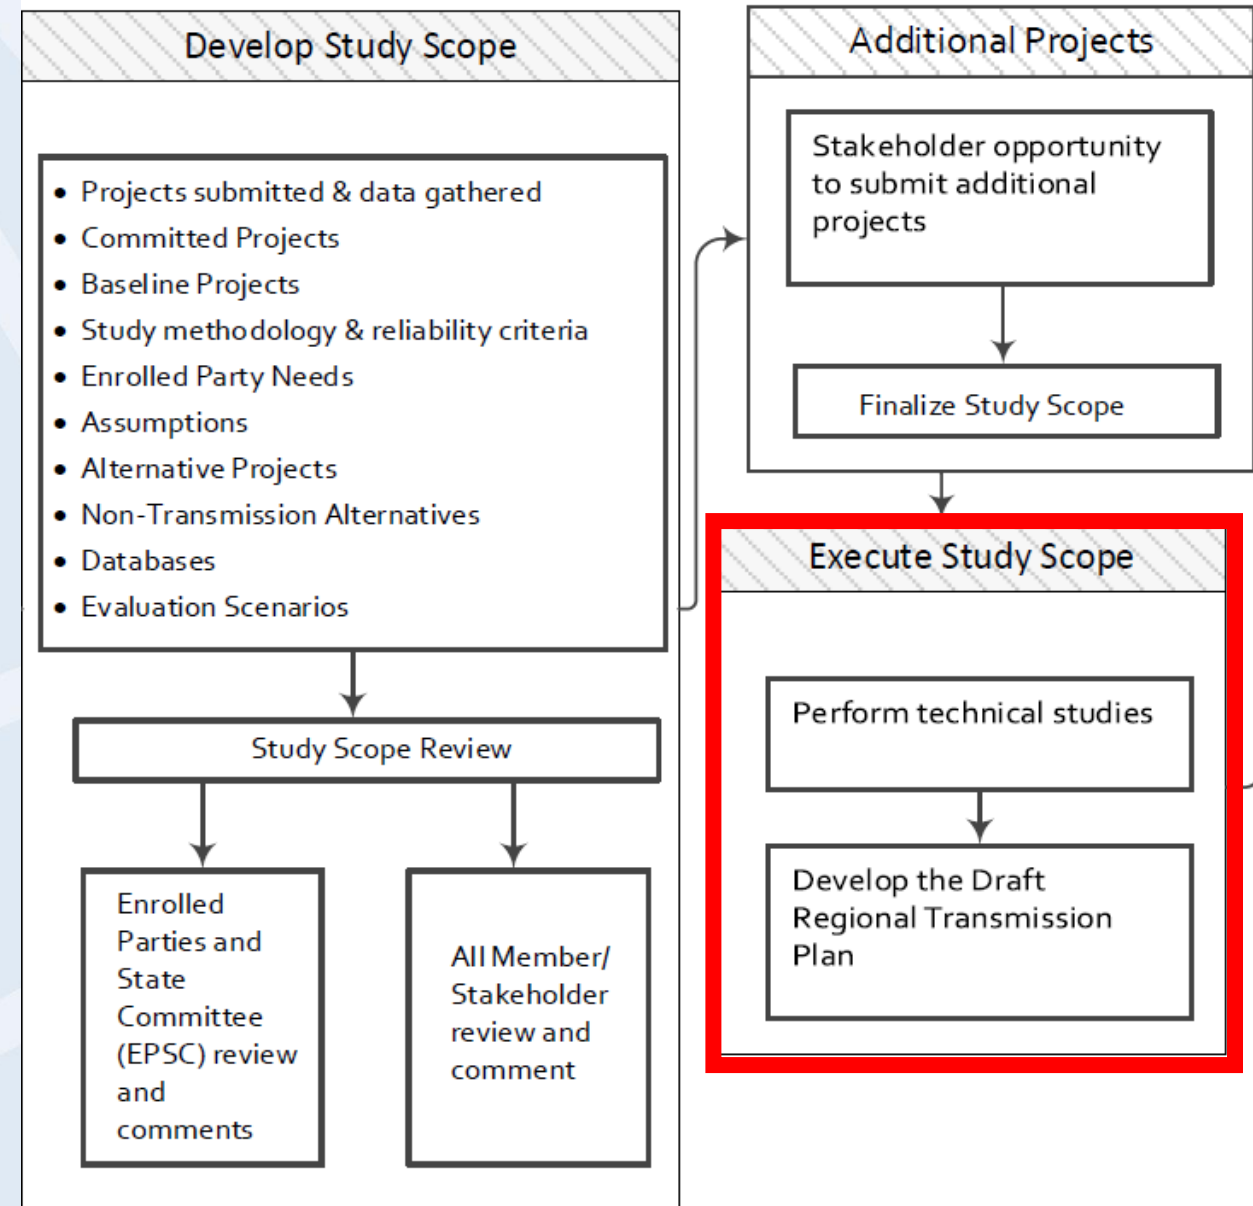 Develop Study Scope
• Projects submitted & data gathered
• Committed Projects
• Baseline Projects
• Study methodology & reliability criteria
• Enrolled Party Needs
• Assumptions
• Alternative Projects
• Non-Transmission Alternatives
• Databases
• Evaluation Scenarios
Study Scope Review
Enrolled
Parties and
State
Committee
(EPSC) review
and
comments
All Member/
Stakeholder
review and
comment
Additional Projects
Stakeholder opportunity
to submit additional
projects
Finalize Study Scope
Execute Study Scope
Perform technical studies
Develop the Draft
Regional Transmission
Plan